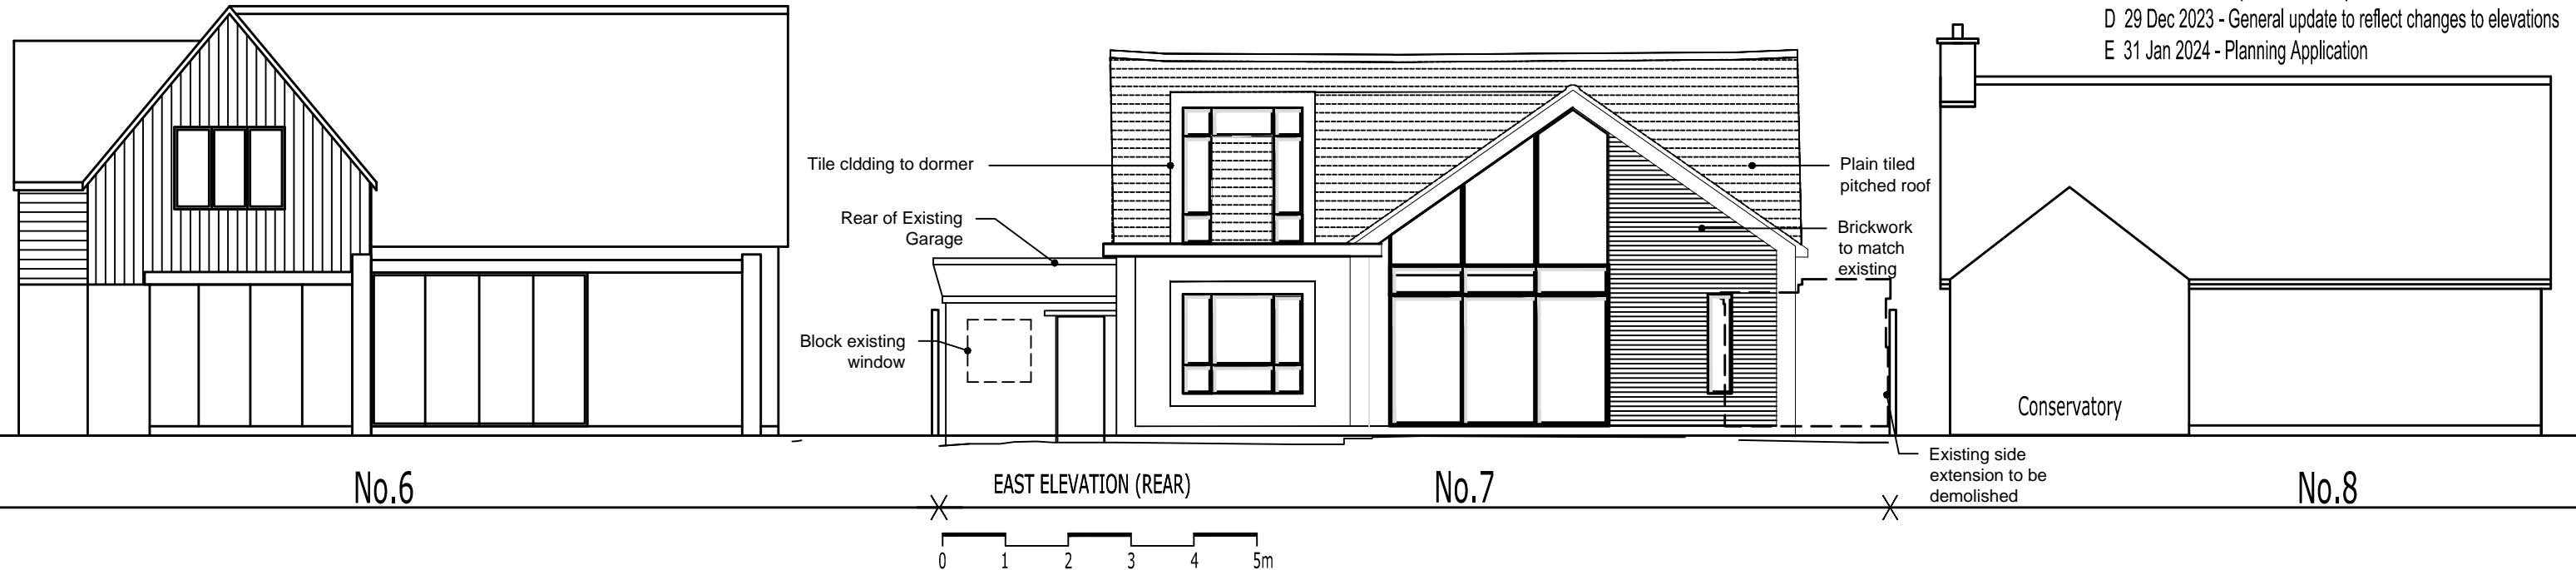 D 29 Dec 2023 - General update to reflect changes to elevations
E 31 Jan 2024 - Planning Application
Tile cldding to dormer
Rear of Existing
Garage
Block existing
window
Plain tiled
pitched roof
Brickwork
to match
existing
Conservatory
Existing side
extension to be
demolished
No.6
EAST ELEVATION (REAR)
No.7
No.8
0 1 2 3 4 5m